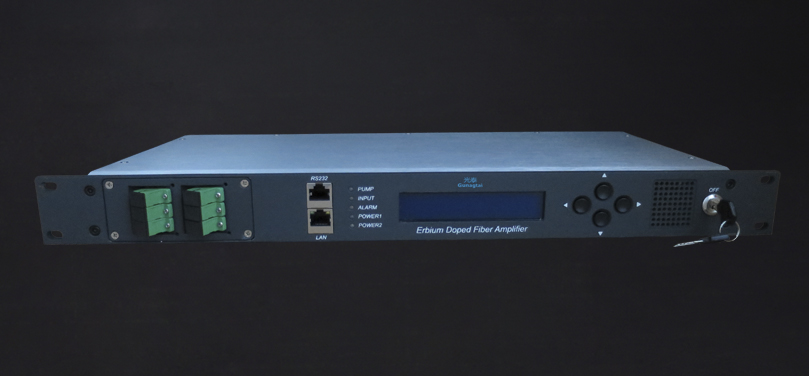 RS232
LAN
PUMP
INPUT
ALARM
POWER1
POWER2
Erbium Doped Fiber Amplifier
OFF